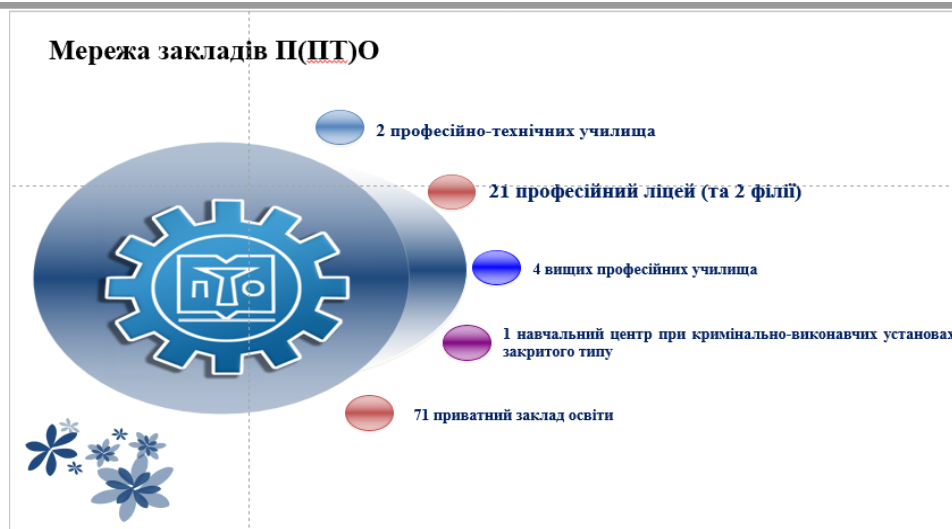 Мережа закладів П(ПТ)О
2 професійно-технічних училища
21 професійний ліцей (та 2 філії)
4 вищих професійних училища
1 навчальний центр при кримінально-виконавчих установах
закритого типу
71 приватний заклад освіти
ПТО